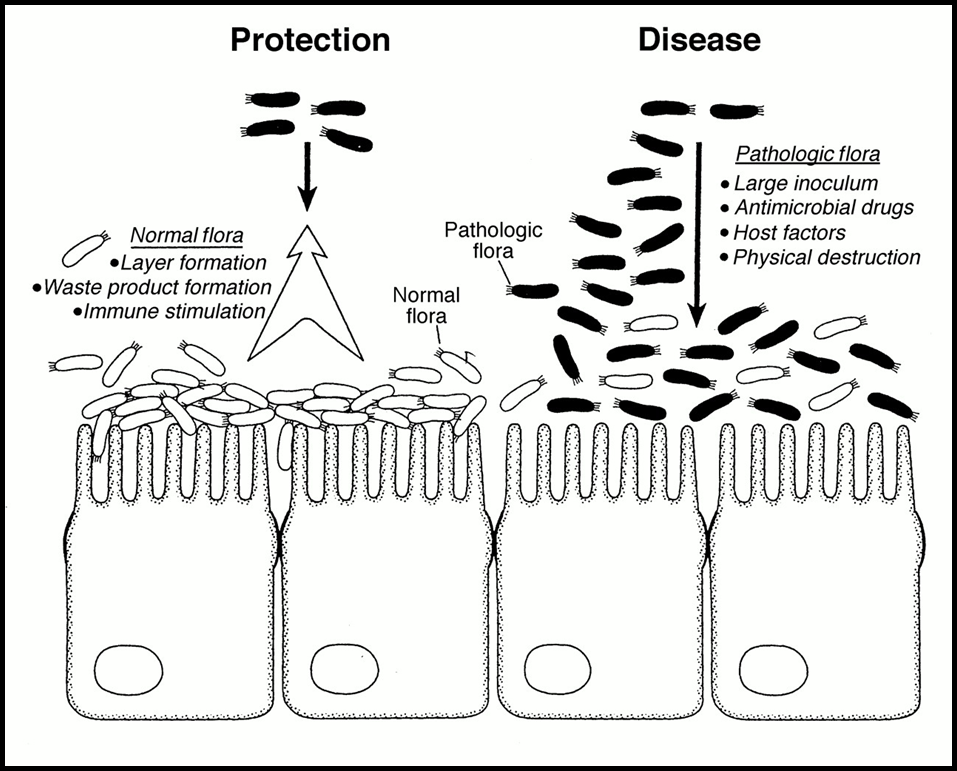 Protection
Disease
Normal flora
•Layer formation
•Waste product formation
•Immune stimulation
Normal
flora
Pathologic
flora
Pathologic flora
• Large inoculum
• Antimicrobial drugs
• Host factors
• Physical destruction